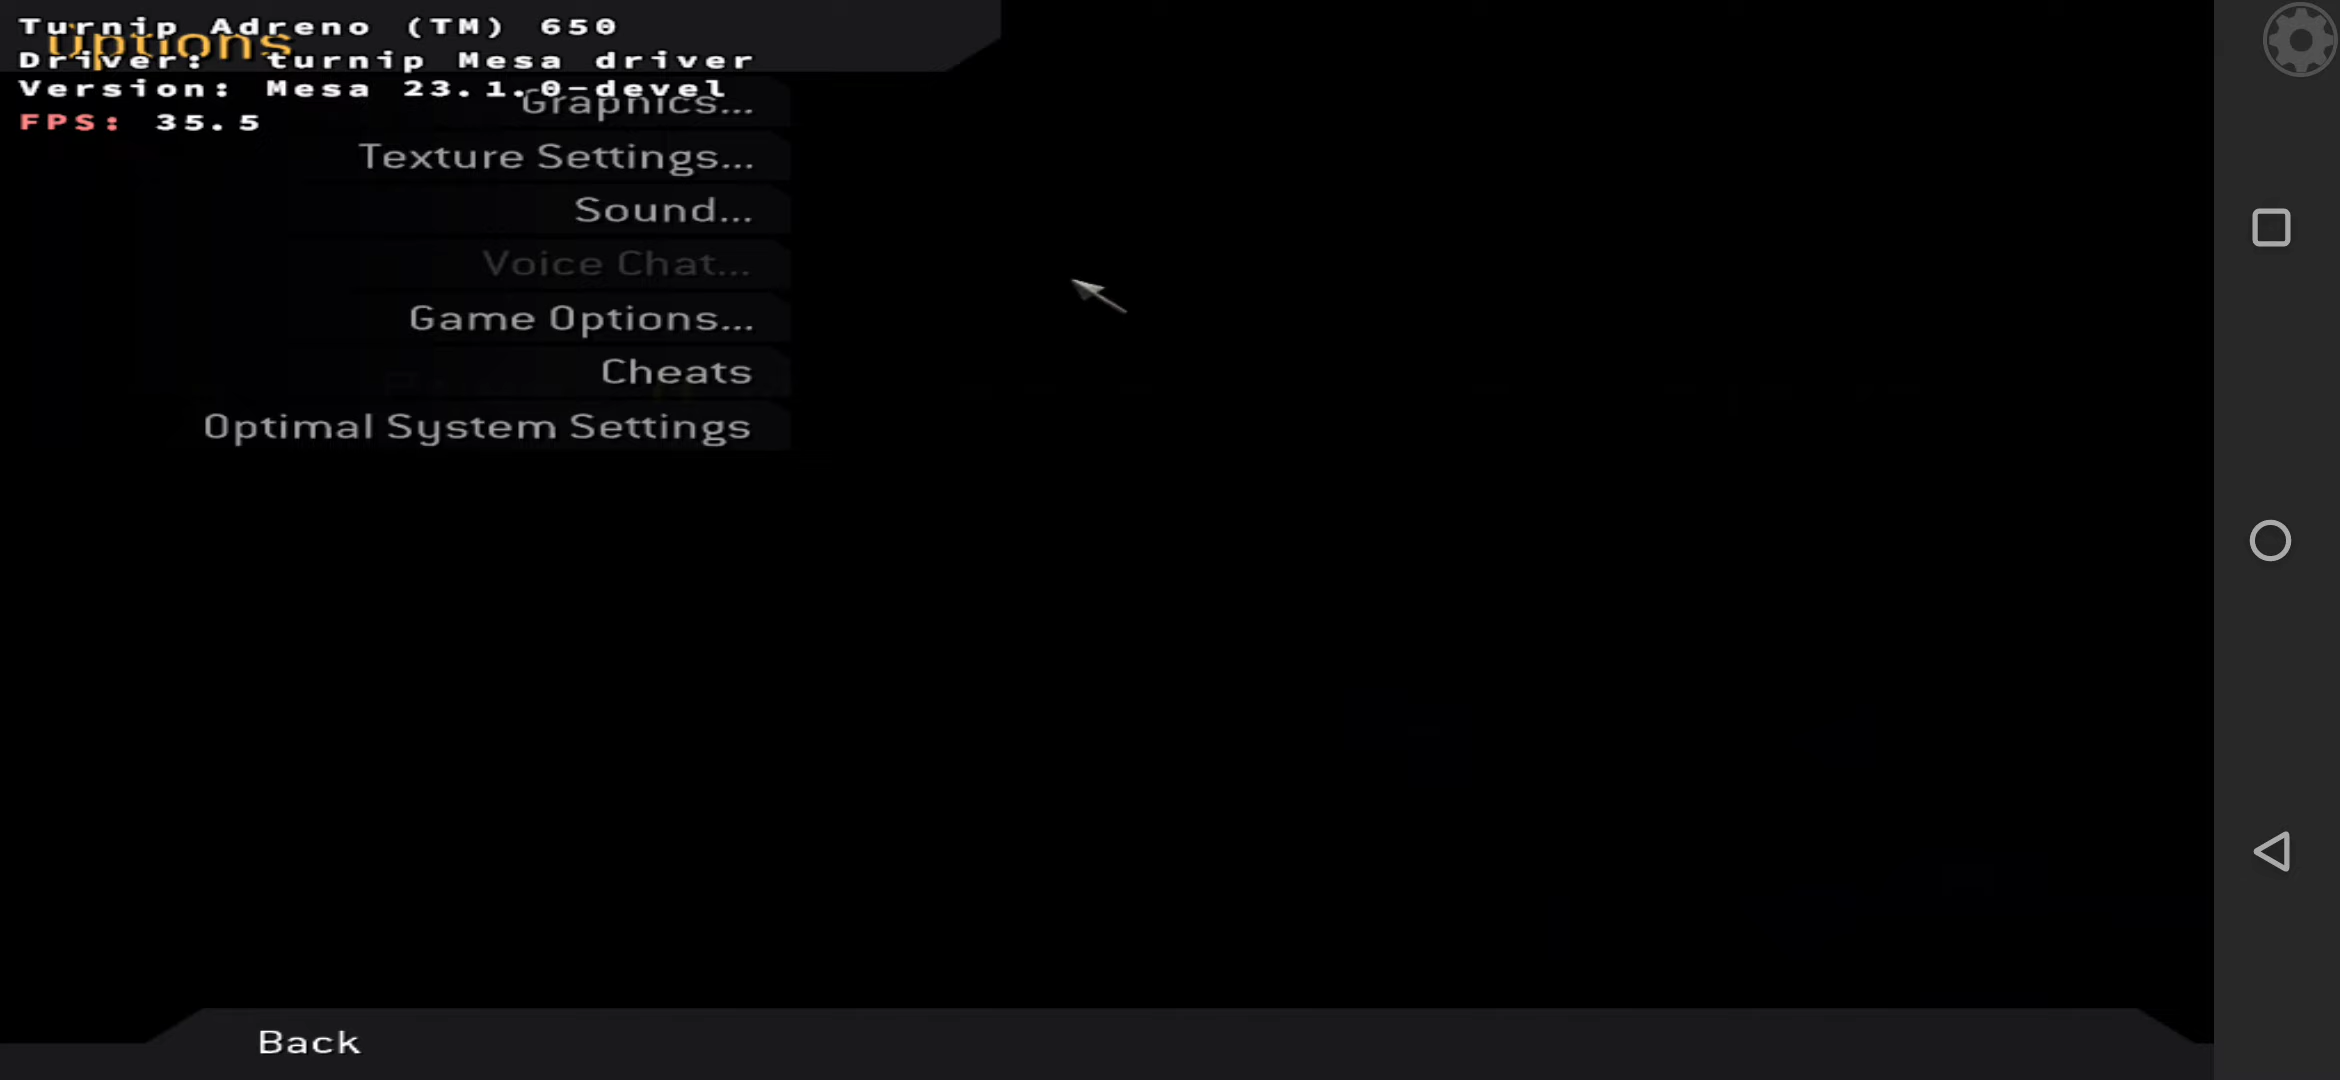 Turnip Adreno (TM) 650
Options
Driver: turnip Mesa driver
Version: Mesa 23.1.0-devel
Graphics...
FPS: 35.5
Texture Settings...
Sound...
Voice Chat...
Game Options...
Cheats
Optimal System Settings
Back